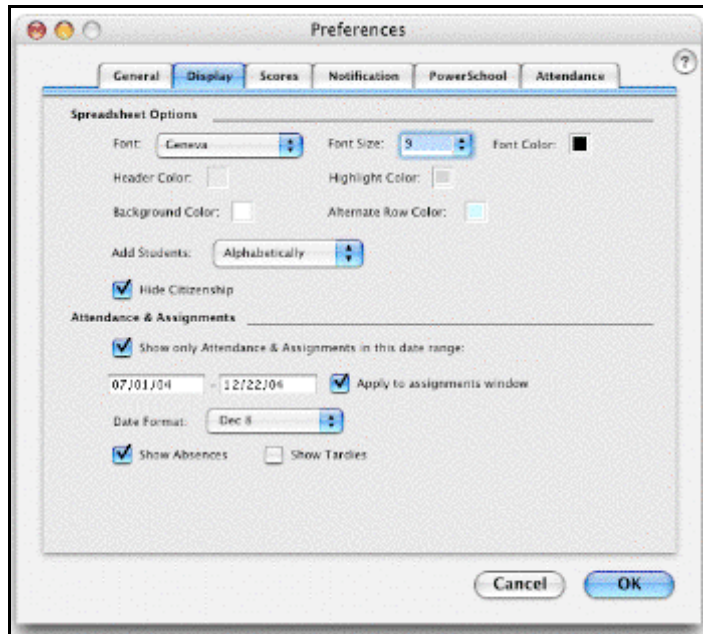 Preferences
?
General Display Scores Notification PowerSchool Attendance
Spreadsheet Options
Font: Geneva Font Size: 9 Font Color:
Header Color: Highlight Color:
Background Color: Alternate Row Color:
Add Students: Alphabetically
Hide Citizenship
Attendance & Assignments
Show only Attendance & Assignments in this date range:
07/01/04 - 12/22/04 Apply to assignments window
Date Format: Dec 8
Show Absences Show Tardies
Cancel OK